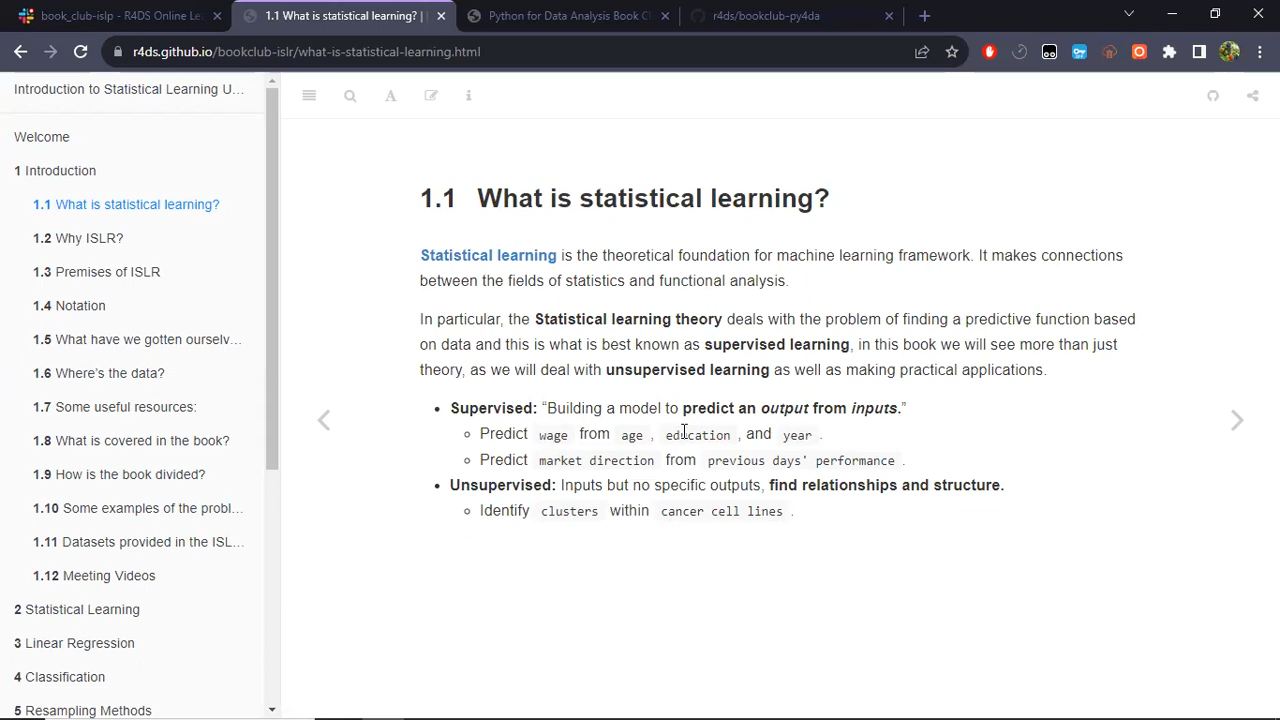 book_club-islp - R4DS Online Le
1.1 What is statistical learning? |
Python for Data Analysis Book C
r4ds/bookclub-py4da
r4ds.github.io/bookclub-islr/what-is-statistical-learning.html
Introduction to Statistical Learning U...
Welcome
1 Introduction
1.1 What is statistical learning?
1.2 Why ISLR?
1.3 Premises of ISLR
1.4 Notation
1.5 What have we gotten ourselv...
1.6 Where's the data?
1.7 Some useful resources:
1.8 What is covered in the book?
1.9 How is the book divided?
1.10 Some examples of the probl...
1.11 Datasets provided in the ISL...
1.12 Meeting Videos
2 Statistical Learning
3 Linear Regression
4 Classification
5 Resampling Methods
1.1 What is statistical learning?
Statistical learning is the theoretical foundation for machine learning framework. It makes connections
between the fields of statistics and functional analysis.
In particular, the Statistical learning theory deals with the problem of finding a predictive function based
on data and this is what is best known as supervised learning, in this book we will see more than just
theory, as we will deal with unsupervised learning as well as making practical applications.
• Supervised: “Building a model to predict an output from inputs.”
○ Predict wage from age , education , and year .
○ Predict market direction from previous days' performance .
• Unsupervised: Inputs but no specific outputs, find relationships and structure.
○ Identify clusters within cancer cell lines .